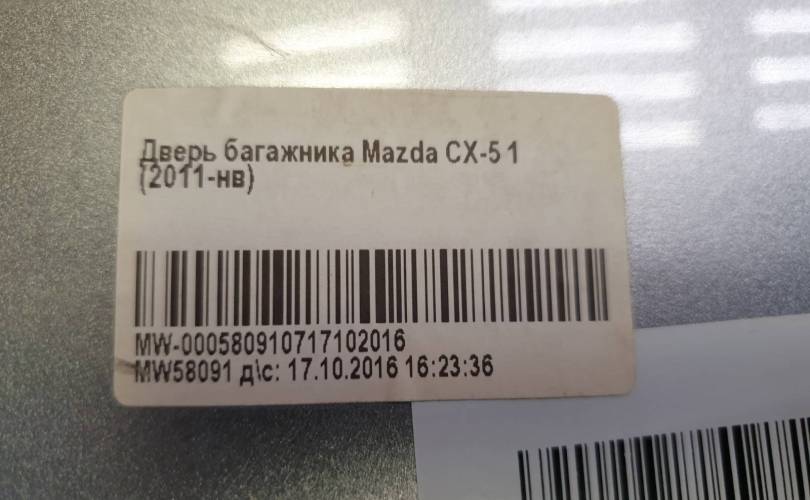 Дверь багажника Mazda CX-5 1
(2011-нв)
MW-000580910717102016
MW58091 д\с: 17.10.2016 16:23:36